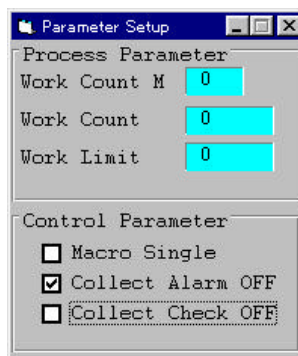 Parameter Setup
Process Parameter
Work Count M 0
Work Count 0
Work Limit 0
Control Parameter
Macro Single
Collect Alarm OFF
Collect Check OFF